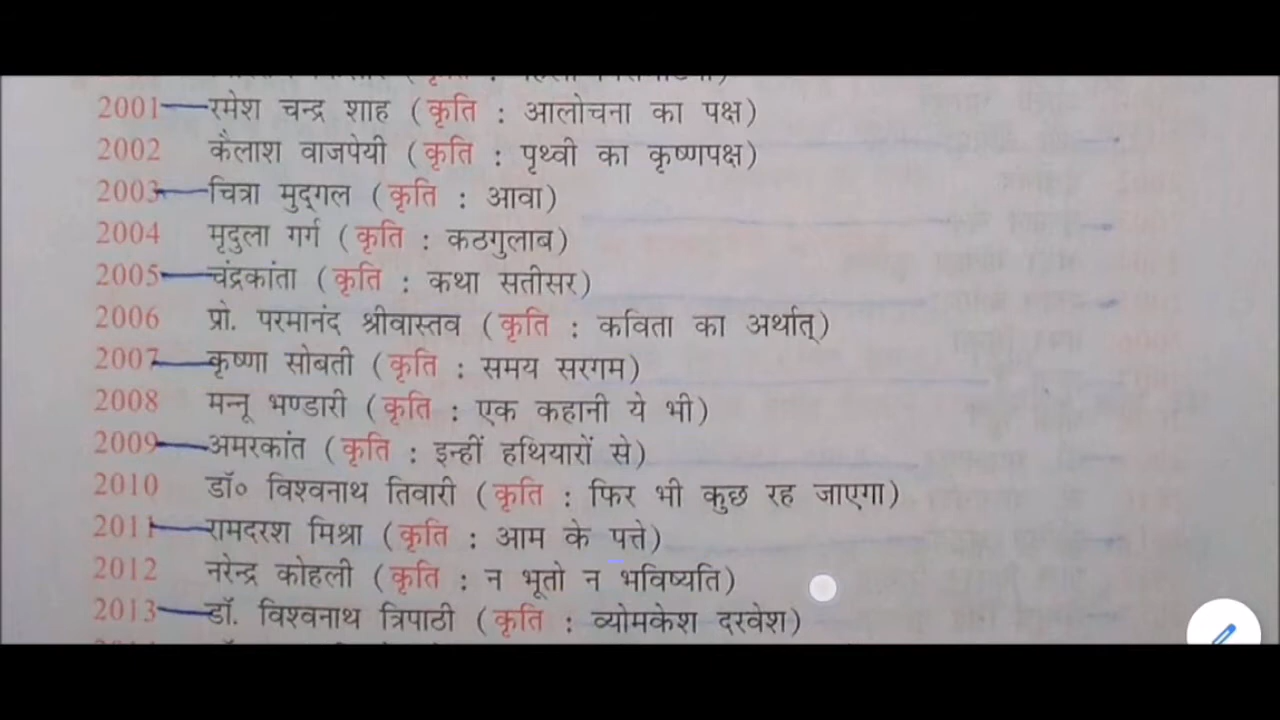 2001 रमेश चन्द्र शाह (कृति : आलोचना का पक्ष)
2002 कैलाश वाजपेयी (कृति : पृथ्वी का कृष्णपक्ष)
2003 चित्रा मुद्‌गल (कृति : आवा)
2004 मृदुला गर्ग (कृति : कठगुलाब)
2005 चंद्रकांता (कृति : कथा सतीसर)
2006 प्रो. परमानंद श्रीवास्तव (कृति : कविता का अर्थात्)
2007 कृष्णा सोबती (कृति : समय सरगम)
2008 मन्नू भण्डारी (कृति : एक कहानी ये भी)
2009 अमरकांत (कृति : इन्हीं हथियारों से)
2010 डॉ० विश्वनाथ तिवारी (कृति : फिर भी कुछ रह जाएगा)
2011 रामदरश मिश्रा (कृति : आम के पत्ते)
2012 नरेन्द्र कोहली (कृति : न भूतो न भविष्यति)
2013 डॉ. विश्वनाथ त्रिपाठी (कृति : व्योमकेश दरवेश)